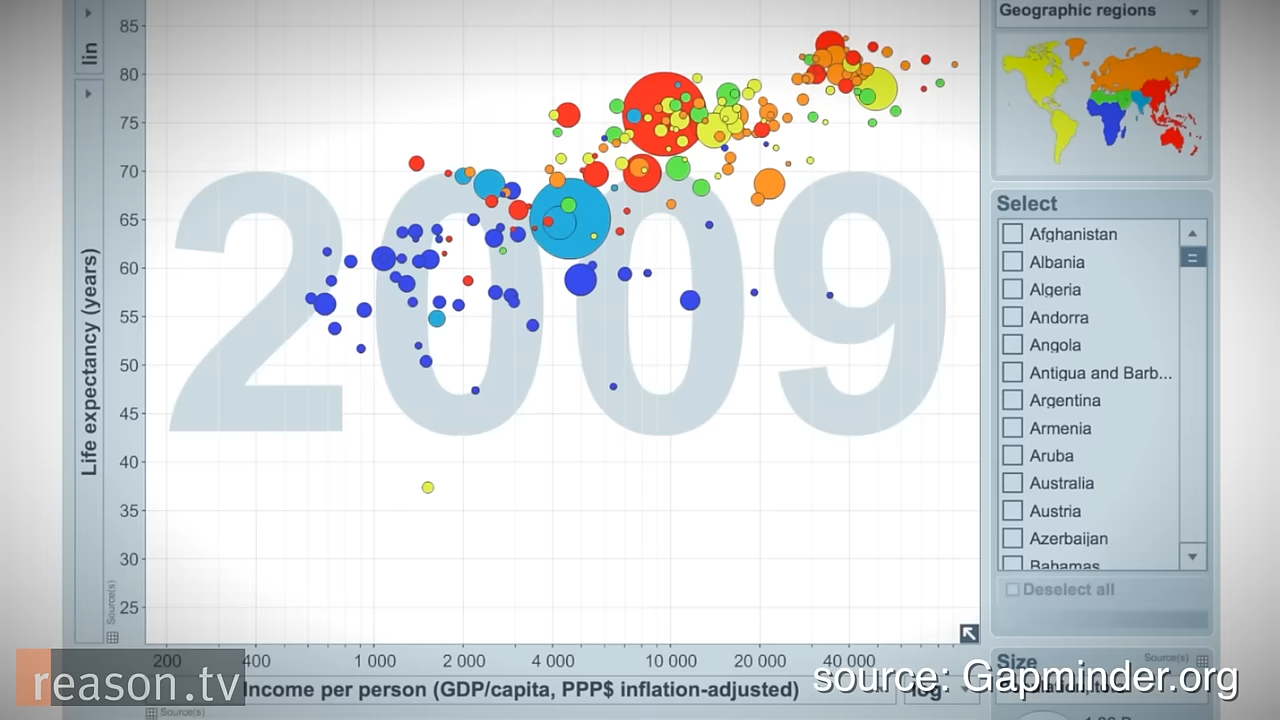 Geographic regions
lin
85
80
75
70
65
60
55
50
45
40
35
30
25
Life expectancy (years)
2009
Select
Afghanistan
Albania
Algeria
Andorra
Angola
Antigua and Barb...
Argentina
Armenia
Aruba
Australia
Austria
Azerbaijan
Bahamas
Deselect all
Source(s)
200
400
1 000
2 000
4 000
10 000
20 000
40 000
Income per person (GDP/capita, PPP$ inflation-adjusted)
log
Source(s)
Size
Source(s)
reason.tv
source: Gapminder.org